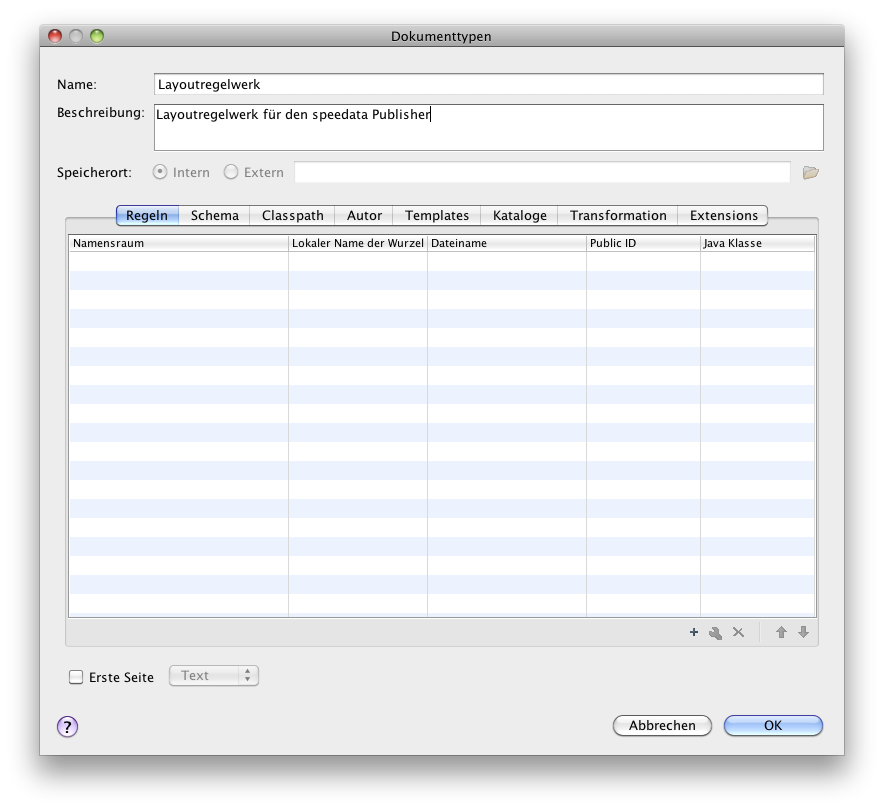 Dokumenttypen
Name: Layoutregelwerk
Beschreibung: Layoutregelwerk für den speedata Publisher
Speicherort: Intern Extern
Regeln Schema Classpath Autor Templates Kataloge Transformation Extensions
Namensraum Lokaler Name der Wurzel Dateiname Public ID Java Klasse
Erste Seite Text
? Abbrechen OK